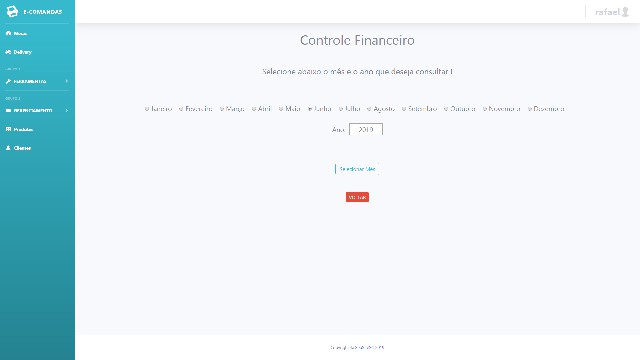 E-COMANDAS
rafael
Mesas
Delivery
FERRAMENTAS
GERENCIAMENTO
Produtos
Clientes
Controle Financeiro
Selecione abaixo o mês e o ano que deseja consultar !
Janeiro Fevereiro Março Abril Maio Junho Julho Agosto Setembro Outubro Novembro Dezembro
Ano: 2019
Selecionar Mês
VOLTAR